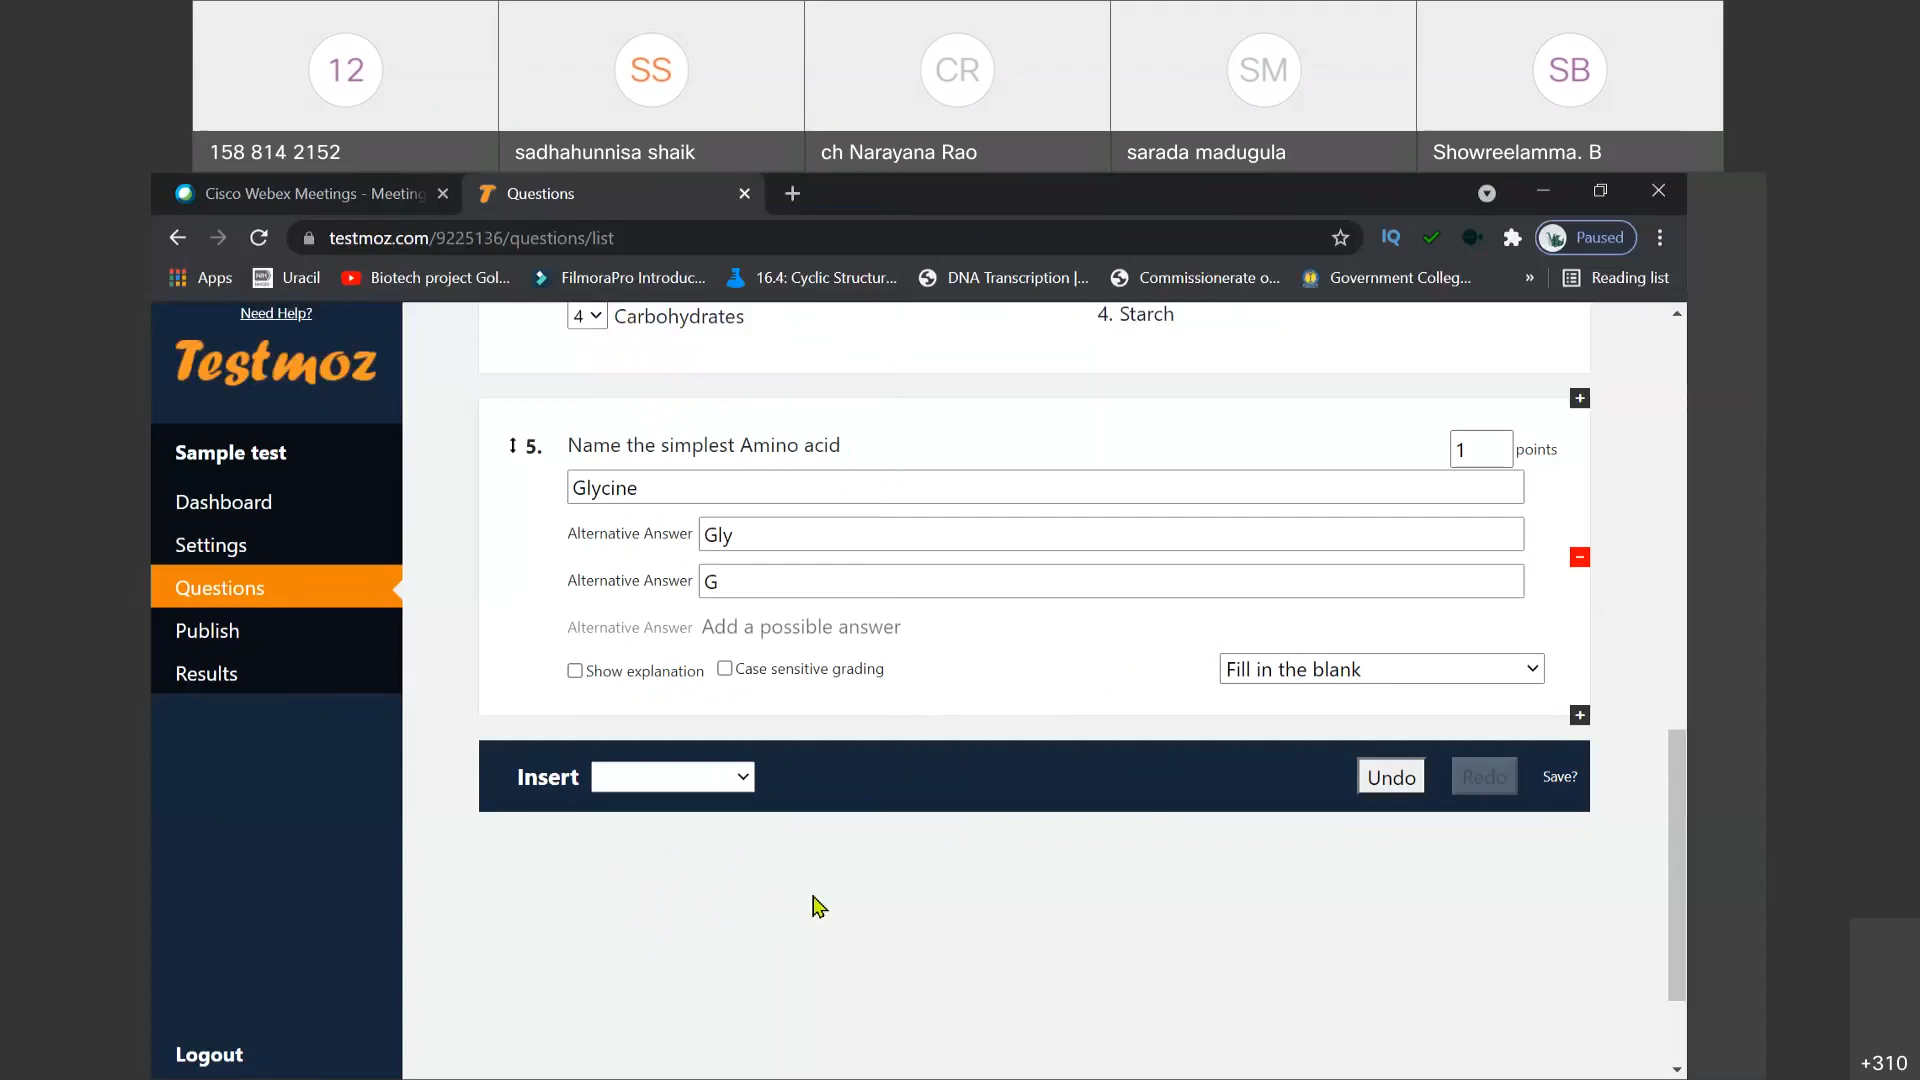 12
SS
CR
SM
SB
158 814 2152
sadhahunnisa shaik
ch Narayana Rao
sarada madugula
Showreelamma. B
Cisco Webex Meetings - Meeting
Questions
testmoz.com/9225136/questions/list
IQ
Paused
Apps
NIH
Uracil
Biotech project Gol...
FilmoraPro Introduc...
16.4: Cyclic Structur...
DNA Transcription |...
Commissionerate o...
Government Colleg...
»
Reading list
Need Help?
Testmoz
Sample test
Dashboard
Settings
Questions
Publish
Results
Logout
4 Carbohydrates
4. Starch
5. Name the simplest Amino acid
1 points
Glycine
Alternative Answer Gly
Alternative Answer G
Alternative Answer Add a possible answer
Show explanation Case sensitive grading
Fill in the blank
Insert
Undo
Redo
Save?
+310